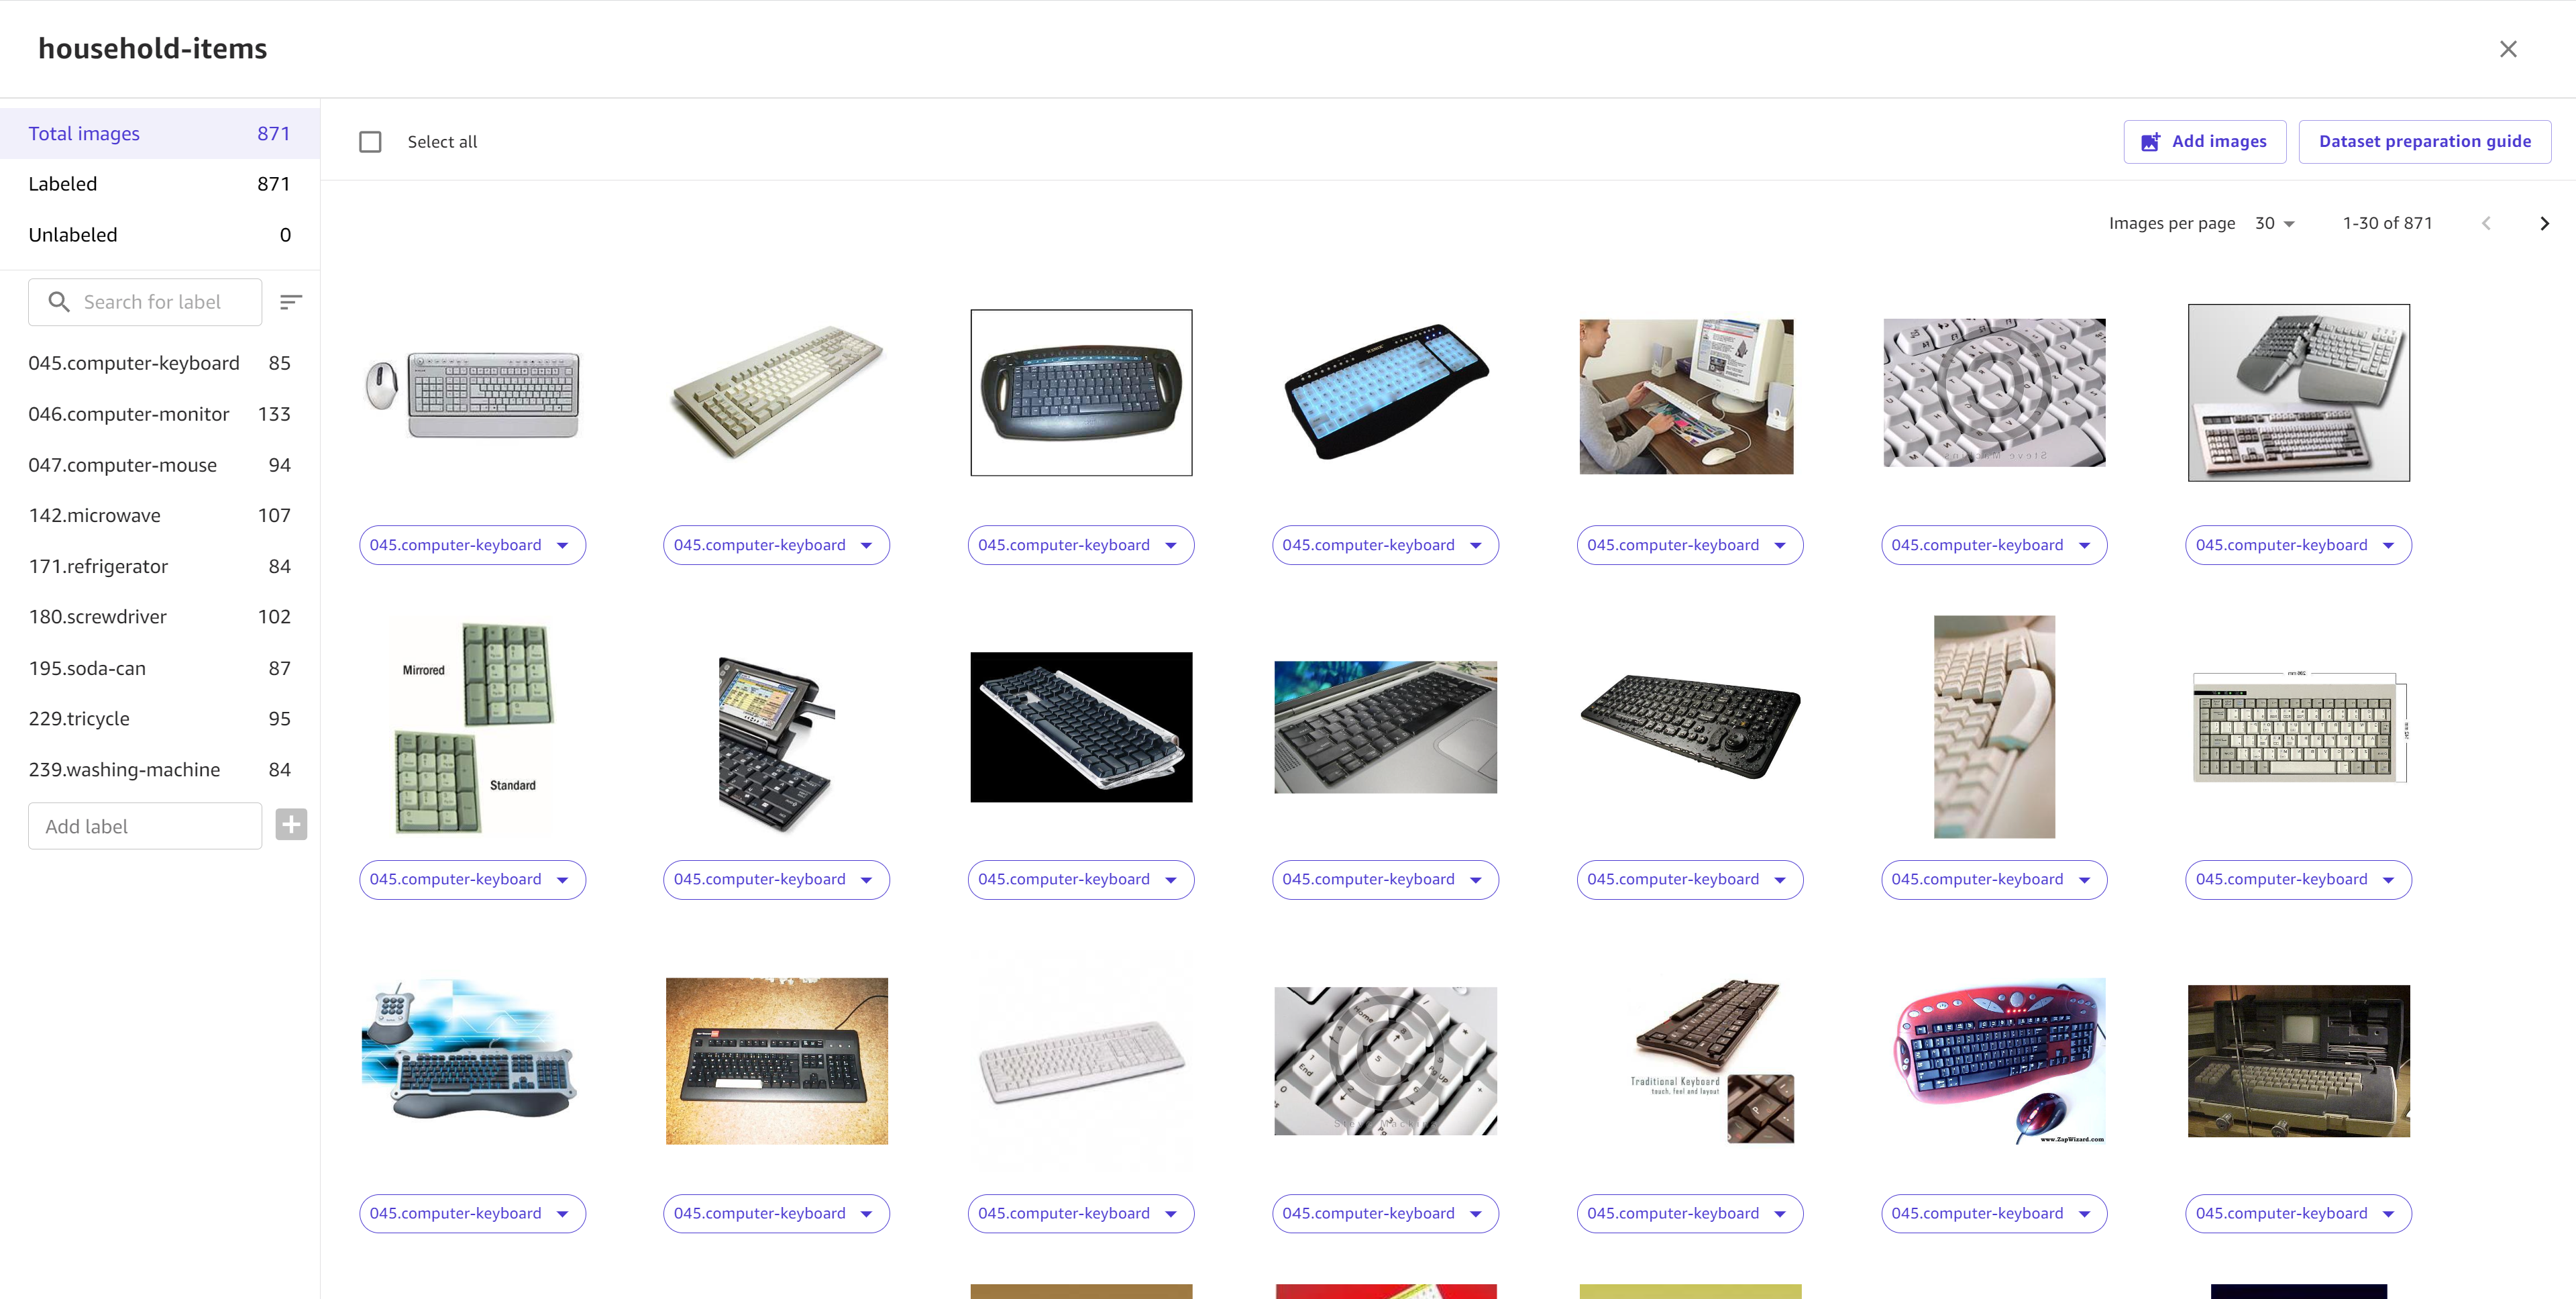 household-items
Total images 871
Labeled 871
Unlabeled 0
Search for label
045.computer-keyboard 85
046.computer-monitor 133
047.computer-mouse 94
142.microwave 107
171.refrigerator 84
180.screwdriver 102
195.soda-can 87
229.tricycle 95
239.washing-machine 84
Add label
Select all
Add images
Dataset preparation guide
Images per page 30 1-30 of 871
045.computer-keyboard 045.computer-keyboard 045.computer-keyboard 045.computer-keyboard 045.computer-keyboard 045.computer-keyboard 045.computer-keyboard
Mirrored
Standard
045.computer-keyboard 045.computer-keyboard 045.computer-keyboard 045.computer-keyboard 045.computer-keyboard 045.computer-keyboard 045.computer-keyboard
Home
End
Traditional Keyboard
touch, feel and layout
www.ZapWizard.com
045.computer-keyboard 045.computer-keyboard 045.computer-keyboard 045.computer-keyboard 045.computer-keyboard 045.computer-keyboard 045.computer-keyboard